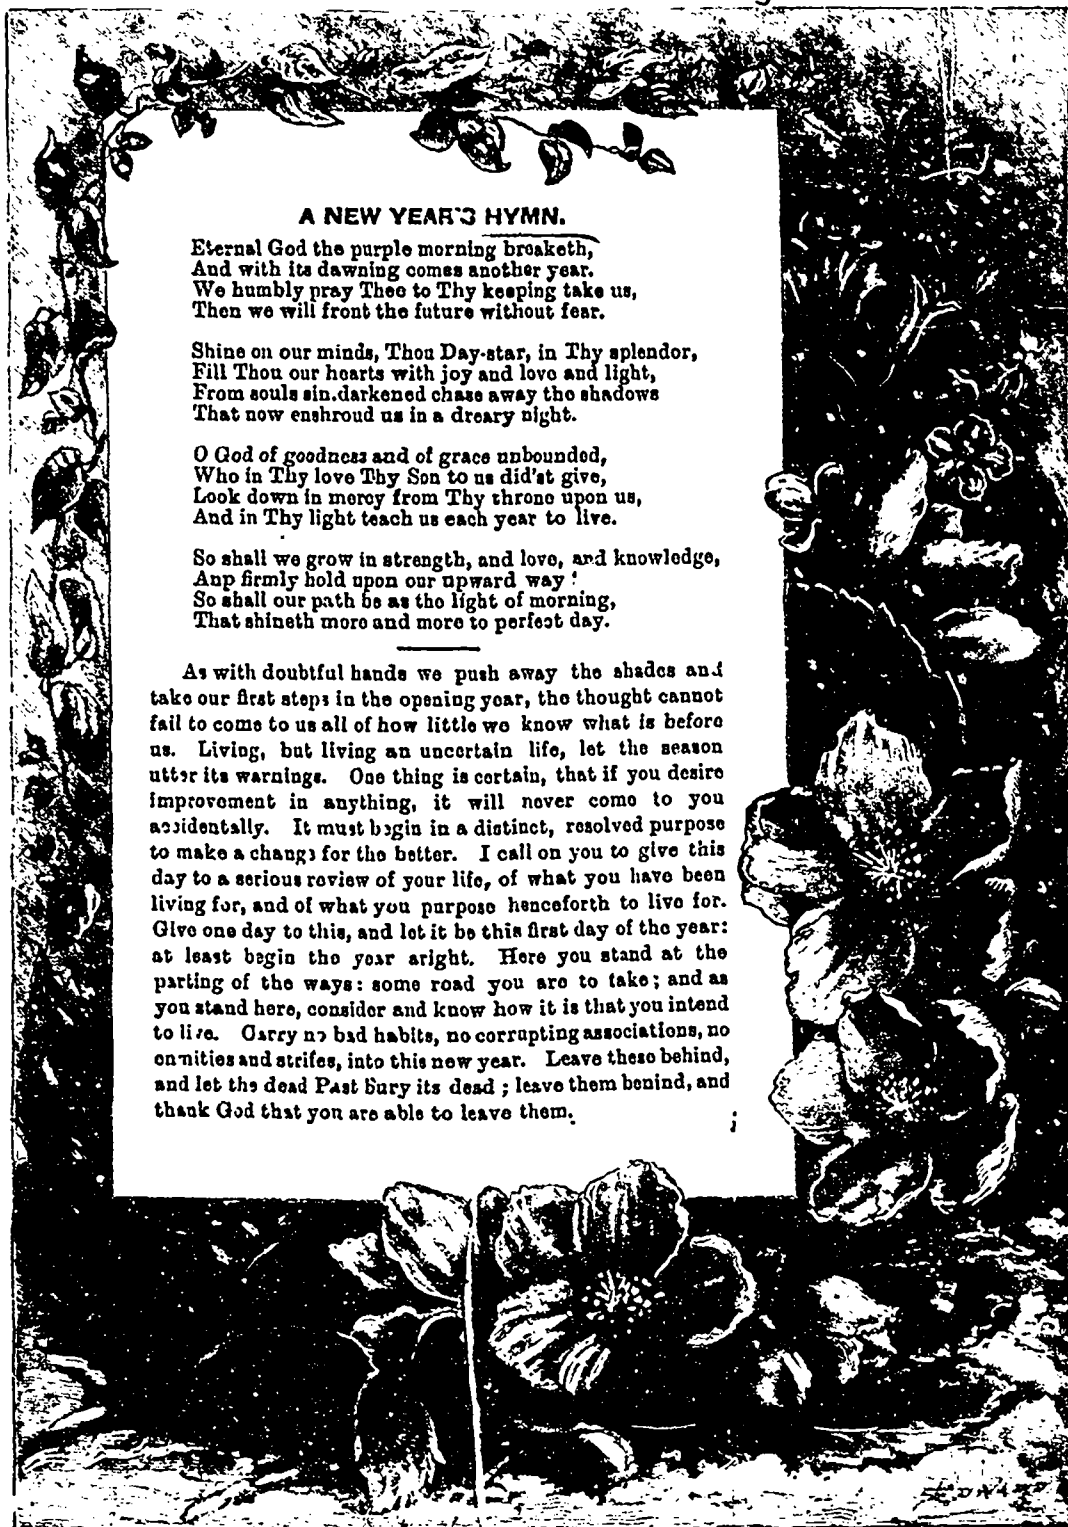 A NEW YEAR'S HYMN.
Eternal God the purple morning breaketh,
And with its dawning comes another year.
We humbly pray Thee to Thy keeping take us,
Then we will front the future without fear.
Shine on our minds, Thou Day-star, in Thy splendor,
Fill Thou our hearts with joy and love and light,
From souls sin.darkened chase away the shadows
That now enshroud us in a dreary night.
O God of goodness and of grace unbounded,
Who in Thy love Thy Son to us did'st give,
Look down in mercy from Thy throne upon us,
And in Thy light teach us each year to live.
So shall we grow in strength, and love, and knowledge,
Anp firmly hold upon our upward way!
So shall our path be as the light of morning,
That shineth more and more to perfect day.
As with doubtful hands we push away the shades and
take our first steps in the opening year, the thought cannot
fail to come to us all of how little we know what is before
us. Living, but living an uncertain life, let the season
utter its warnings. One thing is certain, that if you desire
improvement in anything, it will never come to you
accidentally. It must begin in a distinct, resolved purpose
to make a change for the better. I call on you to give this
day to a serious review of your life, of what you have been
living for, and of what you purpose henceforth to live for.
Give one day to this, and let it be this first day of the year:
at least begin the year aright. Here you stand at the
parting of the ways: some road you are to take; and as
you stand here, consider and know how it is that you intend
to live. Carry no bad habits, no corrupting associations, no
enmities and strifes, into this new year. Leave these behind,
and let the dead Past bury its dead; leave them behind, and
thank God that you are able to leave them.